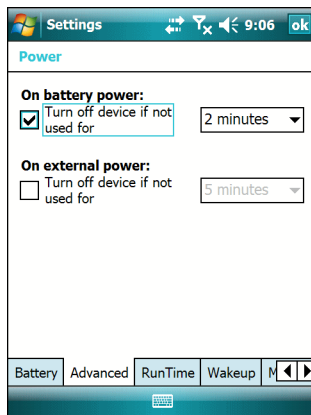 Settings 9:06 ok
Power
On battery power:
Turn off device if not
used for
2 minutes
On external power:
Turn off device if not
used for
5 minutes
Battery Advanced RunTime Wakeup M